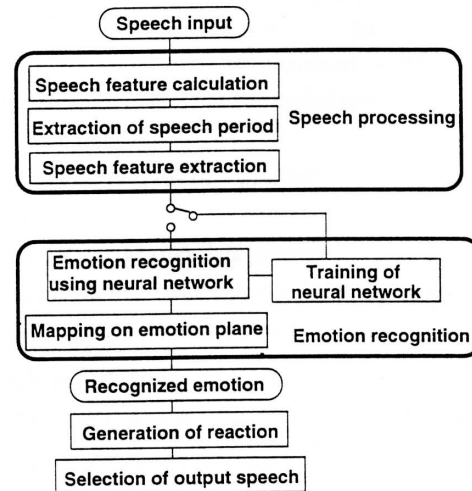 Speech input
Speech feature calculation
Extraction of speech period
Speech processing
Speech feature extraction
Emotion recognition
using neural network
Training of
neural network
Mapping on emotion plane
Emotion recognition
Recognized emotion
Generation of reaction
Selection of output speech